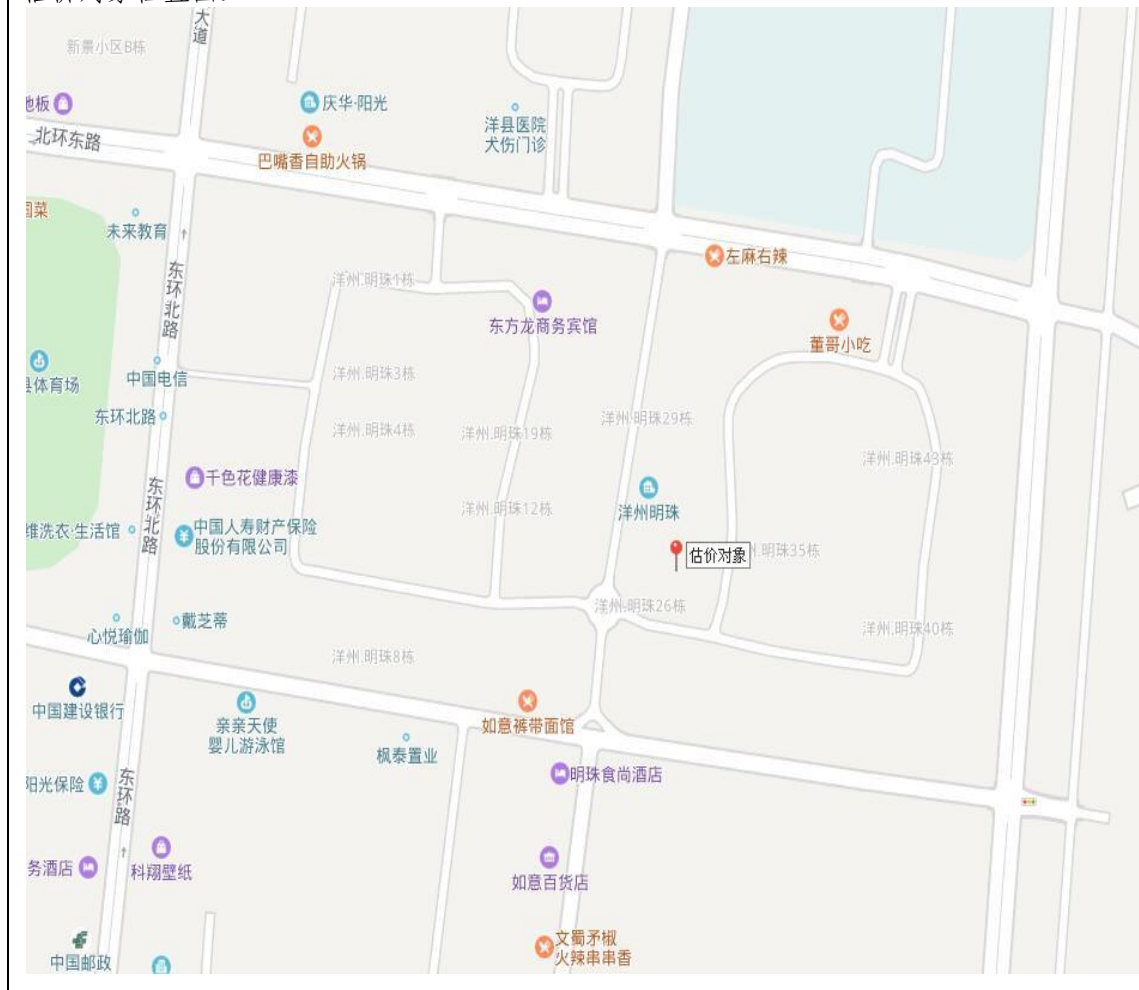 估价对象位置图:
大道
新景小区B栋
地板
庆华·阳光
洋县医院
犬伤门诊
北环东路
巴嘴香自助火锅
未来教育
左麻右辣
东环北路
洋州.明珠1栋
东方龙商务宾馆
董哥小吃
县体育场
中国电信
洋州.明珠3栋
东环北路
洋州.明珠4栋
洋州.明珠19栋
洋州.明珠29栋
洋州.明珠43栋
千色花健康漆
东环北路
洋州.明珠12栋
洋州明珠
维洗衣·生活馆
中国人寿财产保险
股份有限公司
估价对象
州.明珠35栋
洋州.明珠26栋
心悦瑜伽
戴芝蒂
洋州.明珠8栋
洋州.明珠40栋
中国建设银行
亲亲天使
婴儿游泳馆
如意裤带面馆
枫泰置业
阳光保险
东环路
明珠食尚酒店
务酒店
科翔壁纸
如意百货店
中国邮政
文蜀矛椒
火辣串串香